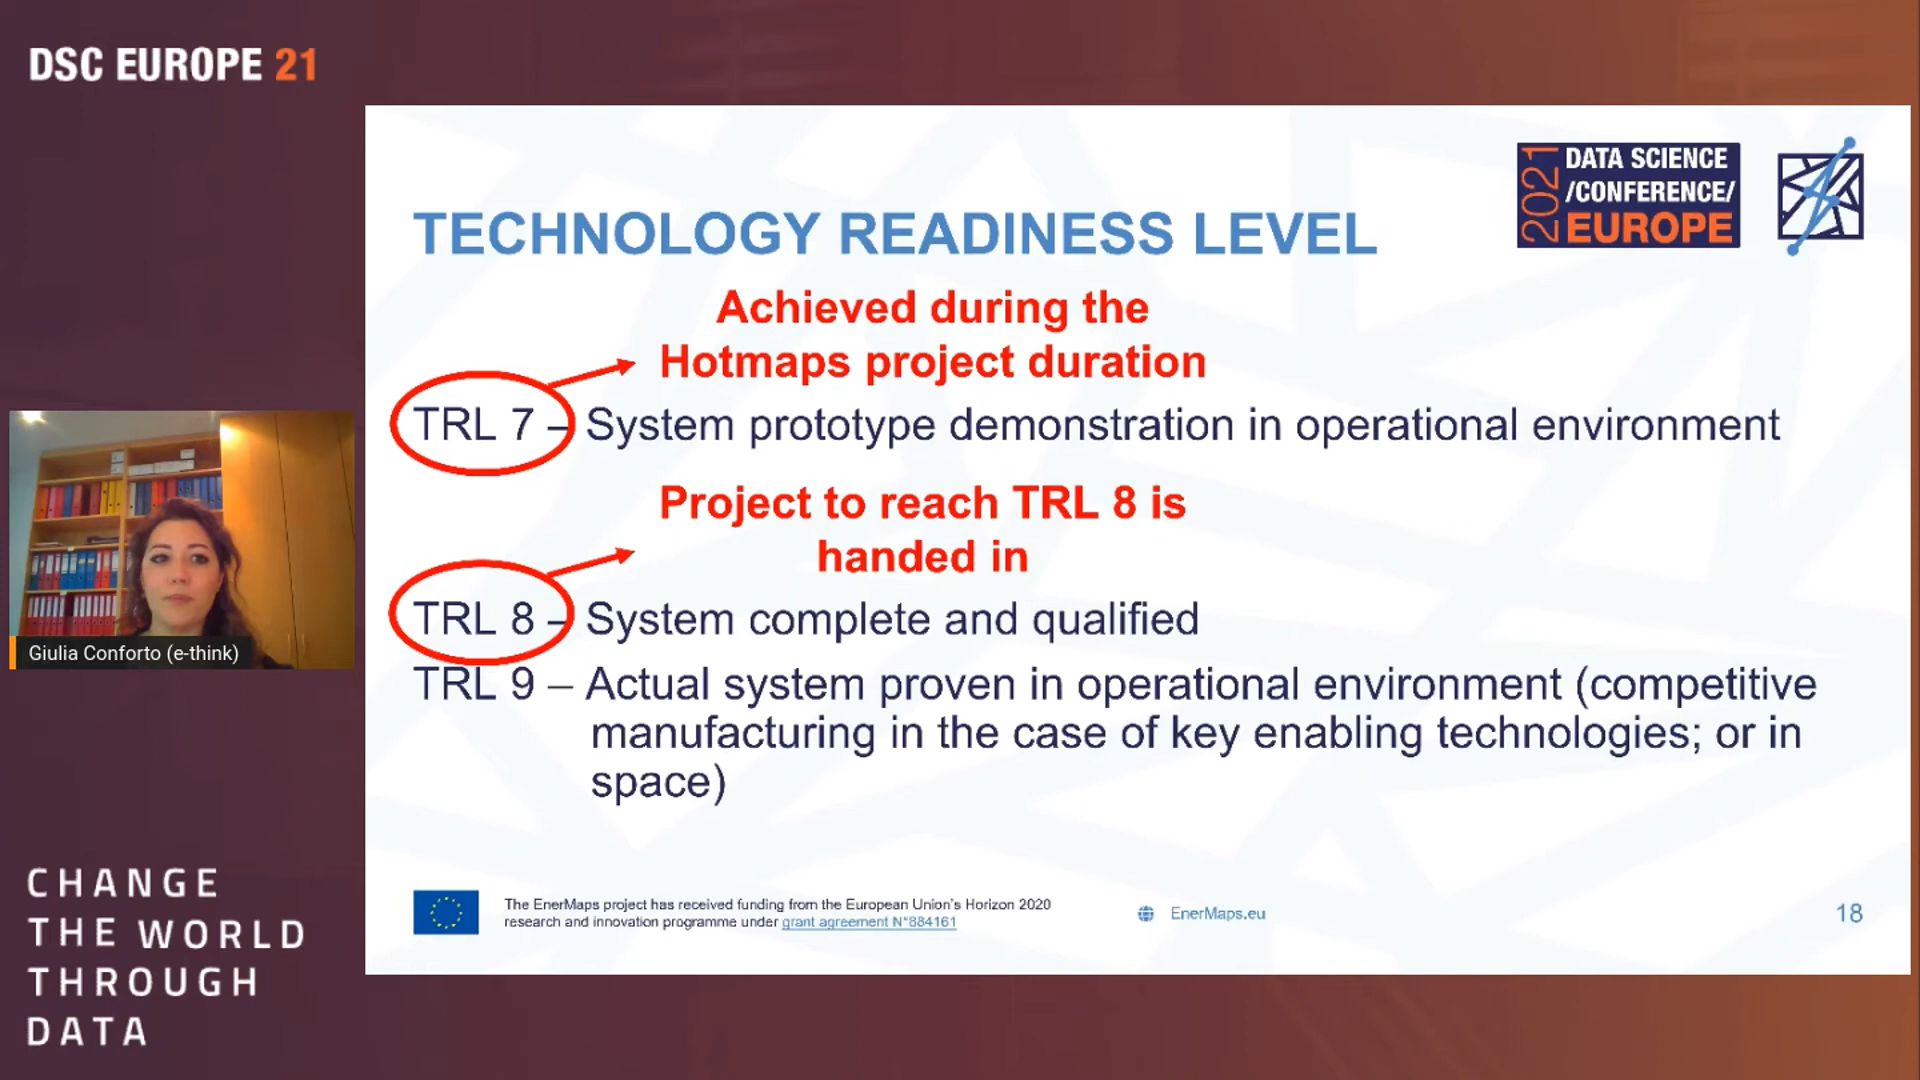 DSC EUROPE 21
2021
DATA SCIENCE
/CONFERENCE/
EUROPE
TECHNOLOGY READINESS LEVEL
Achieved during the
Hotmaps project duration
TRL 7 – System prototype demonstration in operational environment
Project to reach TRL 8 is
handed in
TRL 8 – System complete and qualified
TRL 9 – Actual system proven in operational environment (competitive
manufacturing in the case of key enabling technologies; or in
space)
Giulia Conforto (e-think)
CHANGE
THE WORLD
THROUGH
DATA
The EnerMaps project has received funding from the European Union's Horizon 2020
research and innovation programme under grant agreement N°884161
EnerMaps.eu
18